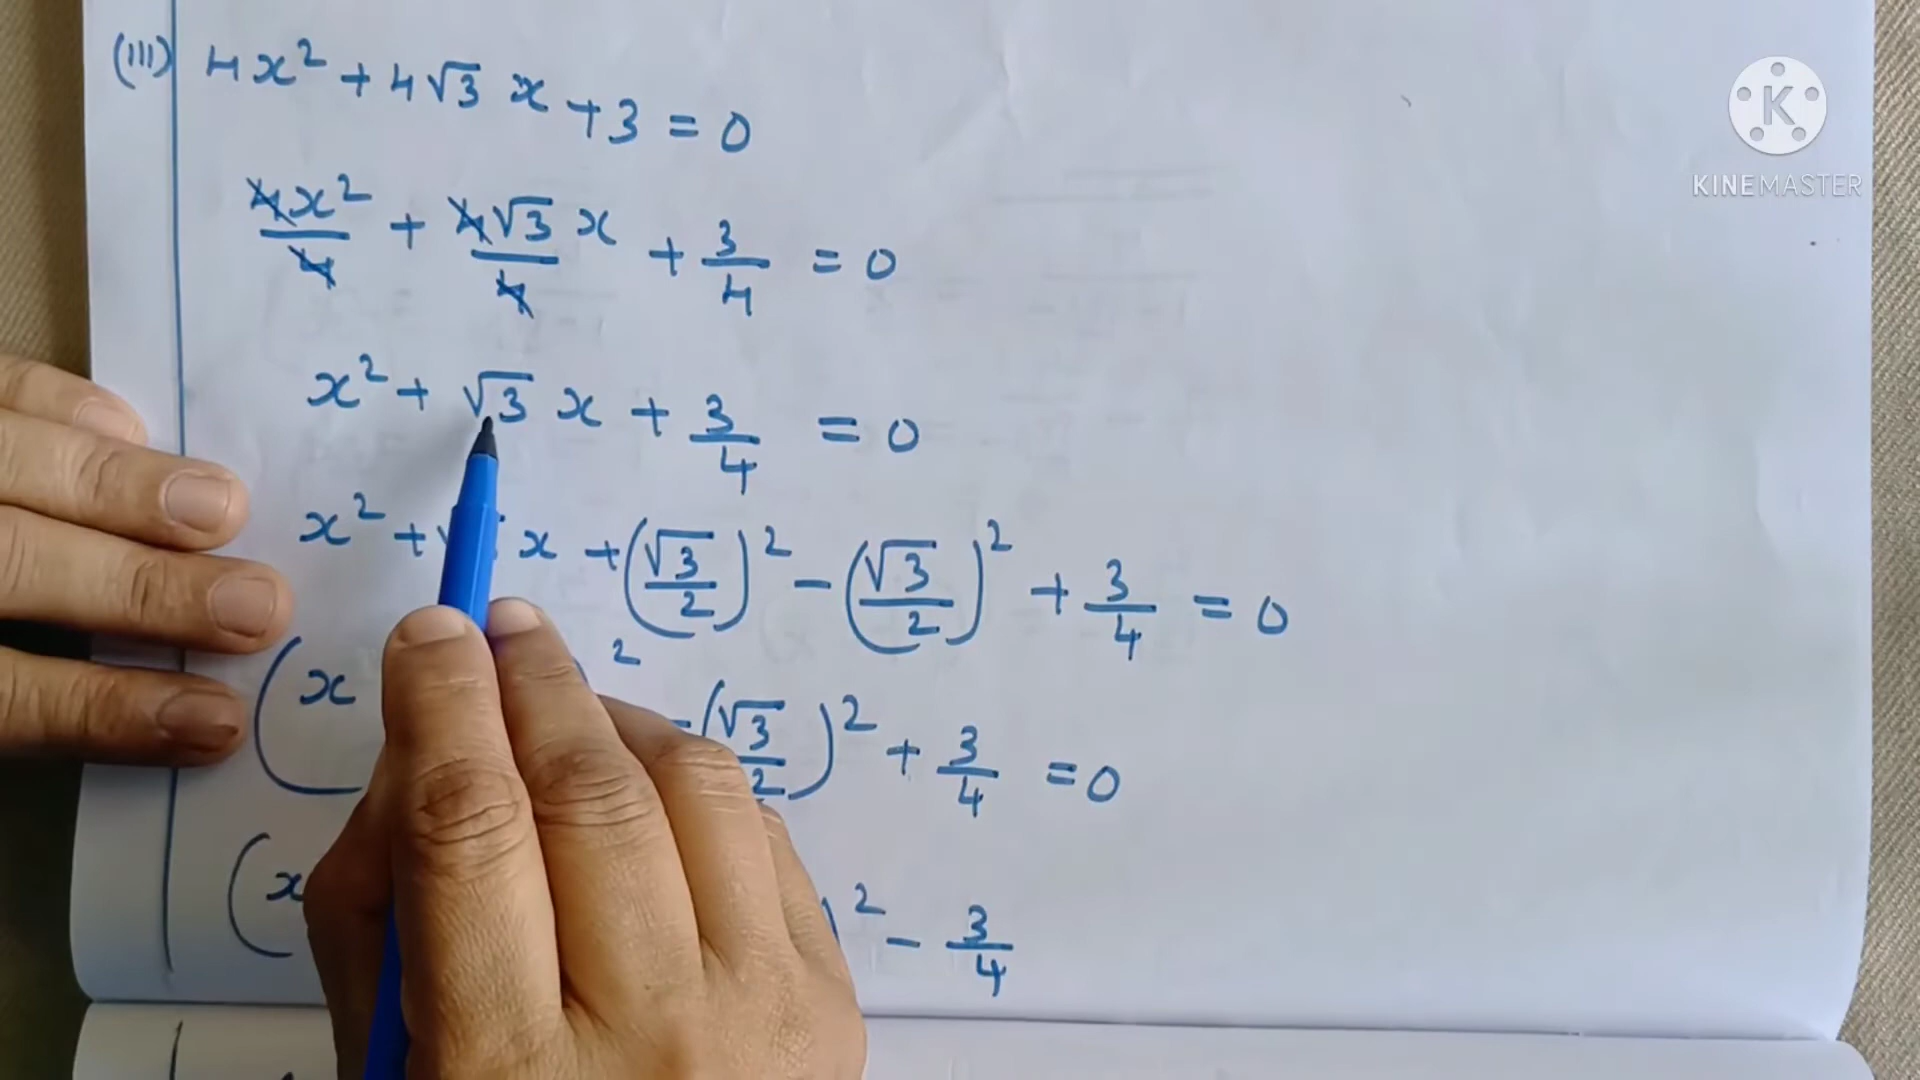 (iii) 4x² + 4√3 x + 3 = 0
K
KINEMASTER
4x²/4 + 4√3 x/4 + 3/4 = 0
x² + √3 x + 3/4 = 0
x² + √ x + (√3/2)² - (√3/2)² + 3/4 = 0
(x ² - (√3/2)² + 3/4 = 0
(x )² - 3/4